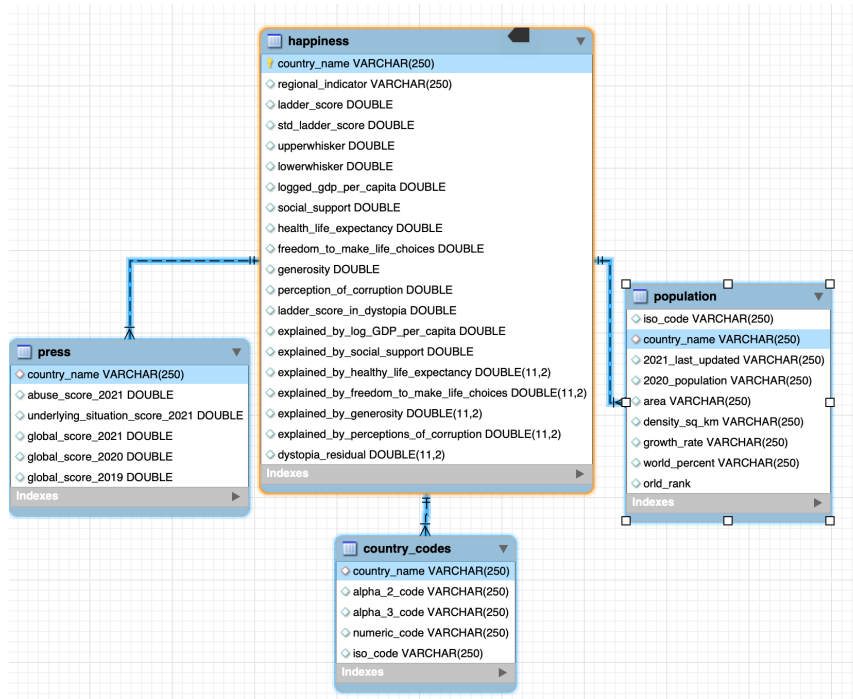 happiness
country_name VARCHAR(250)
regional_indicator VARCHAR(250)
ladder_score DOUBLE
std_ladder_score DOUBLE
upperwhisker DOUBLE
lowerwhisker DOUBLE
logged_gdp_per_capita DOUBLE
social_support DOUBLE
health_life_expectancy DOUBLE
freedom_to_make_life_choices DOUBLE
generosity DOUBLE
perception_of_corruption DOUBLE
ladder_score_in_dystopia DOUBLE
explained_by_log_GDP_per_capita DOUBLE
explained_by_social_support DOUBLE
explained_by_healthy_life_expectancy DOUBLE(11,2)
explained_by_freedom_to_make_life_choices DOUBLE(11,2)
explained_by_generosity DOUBLE(11,2)
explained_by_perceptions_of_corruption DOUBLE(11,2)
dystopia_residual DOUBLE(11,2)
Indexes
press
country_name VARCHAR(250)
abuse_score_2021 DOUBLE
underlying_situation_score_2021 DOUBLE
global_score_2021 DOUBLE
global_score_2020 DOUBLE
global_score_2019 DOUBLE
Indexes
population
iso_code VARCHAR(250)
country_name VARCHAR(250)
2021_last_updated VARCHAR(250)
2020_population VARCHAR(250)
area VARCHAR(250)
density_sq_km VARCHAR(250)
growth_rate VARCHAR(250)
world_percent VARCHAR(250)
orld_rank
Indexes
country_codes
country_name VARCHAR(250)
alpha_2_code VARCHAR(250)
alpha_3_code VARCHAR(250)
numeric_code VARCHAR(250)
iso_code VARCHAR(250)
Indexes